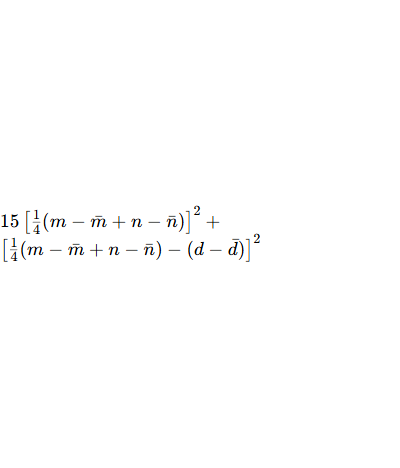 15 [¼(m − m̄ + n − n̄)]² +
[¼(m − m̄ + n − n̄) − (d − d̄)]²